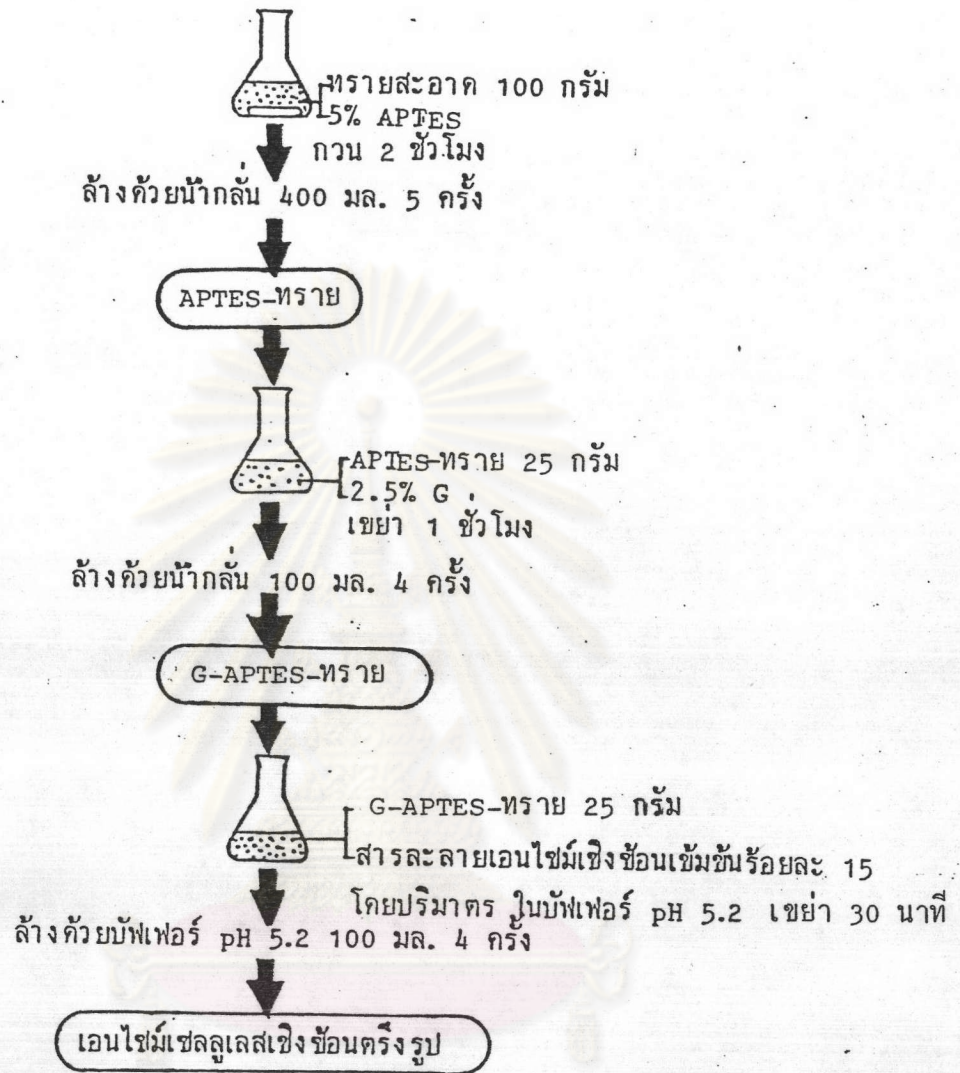 ทรายสะอาด 100 กรัม
5% APTES
กวน 2 ชั่วโมง
ล้างด้วยน้ำกลั่น 400 มล. 5 ครั้ง
APTES-ทราย
APTES-ทราย 25 กรัม
2.5% G
เขย่า 1 ชั่วโมง
ล้างด้วยน้ำกลั่น 100 มล. 4 ครั้ง
G-APTES-ทราย
G-APTES-ทราย 25 กรัม
สารละลายเอนไซม์เชิงซ้อนเข้มข้นร้อยละ 15
โดยปริมาตร ในบัฟเฟอร์ pH 5.2 เขย่า 30 นาที
ล้างด้วยบัฟเฟอร์ pH 5.2 100 มล. 4 ครั้ง
เอนไซม์เซลลูเลสเชิงซ้อนตรึงรูป